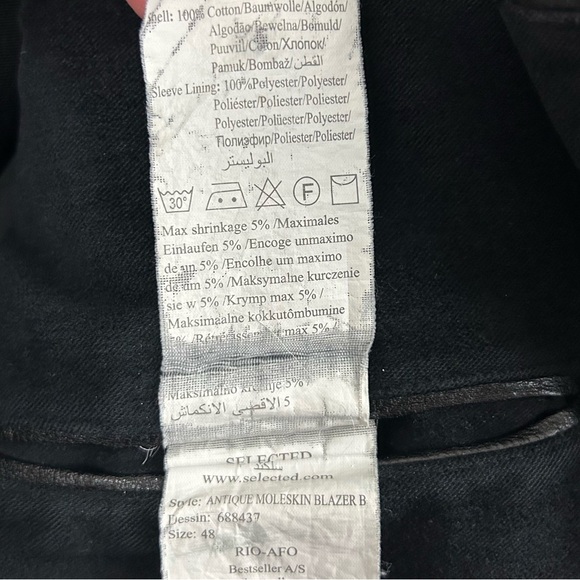 Shell: 100% Cotton/Baumwolle/Algodón/
Algodão/Bawelna/Bomuld/
Puuvill/Coton/Хлопок/
Pamuk/Bombaž/القطن
Sleeve Lining: 100%Polyester/Polyester/
Poliéster/Poliester/Poliester/
Polyester/Polüester/Polyester/
Полиэфир/Poliester/Poliester/
البوليستر
30°
F
Max shrinkage 5% /Maximales
Einlaufen 5% /Encoge unmaximo
de un 5% /Encolhe um maximo
de um 5% /Maksymalne kurczenie
sie w 5% /Krymp max 5% /
Maksimaalne kokkutõmbumine
5% max 5% /
5%/
الاقصى الانكماش 5
SELECTED
www.selected.com
Style: ANTIQUE MOLESKIN BLAZER B
Dessin: 688437
Size: 48
RIO-AFO
Bestseller A/S